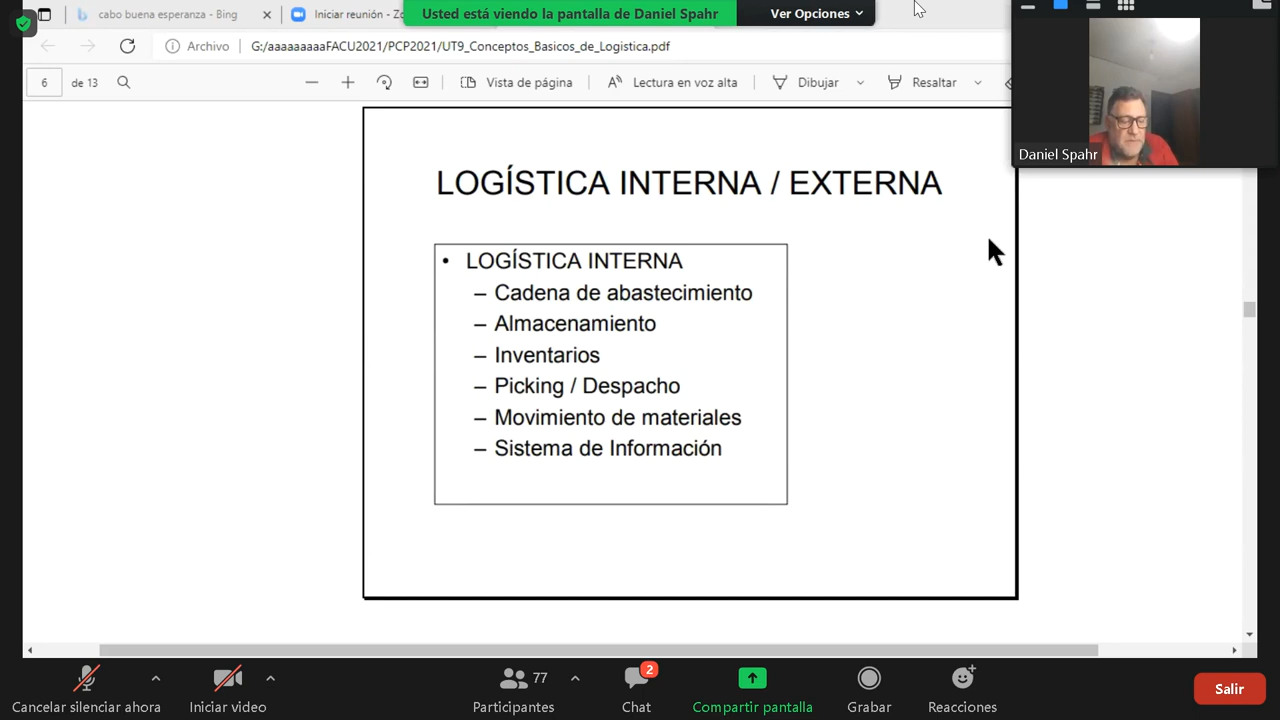 cabo buena esperanza - Bing
Iniciar reunión - Zo
Usted está viendo la pantalla de Daniel Spahr
Ver Opciones
Archivo
G:/aaaaaaaaaFACU2021/PCP2021/UT9_Conceptos_Basicos_de_Logistica.pdf
6
de 13
Vista de página
Lectura en voz alta
Dibujar
Resaltar
Daniel Spahr
LOGÍSTICA INTERNA / EXTERNA
• LOGÍSTICA INTERNA
– Cadena de abastecimiento
– Almacenamiento
– Inventarios
– Picking / Despacho
– Movimiento de materiales
– Sistema de Información
77
2
Cancelar silenciar ahora
Iniciar video
Participantes
Chat
Compartir pantalla
Grabar
Reacciones
Salir